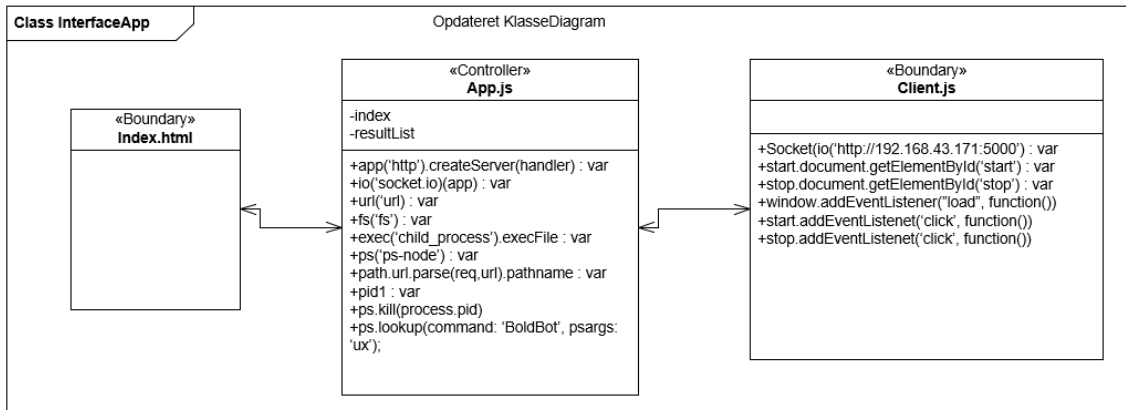 Class InterfaceApp
Opdateret KlasseDiagram
«Boundary»
Index.html
«Controller»
App.js
-index
-resultList
+app('http').createServer(handler) : var
+io('socket.io)(app) : var
+url('url) : var
+fs('fs') : var
+exec('child_process').execFile : var
+ps('ps-node') : var
+path.url.parse(req,url).pathname : var
+pid1 : var
+ps.kill(process.pid)
+ps.lookup(command: 'BoldBot', psargs:
'ux');
«Boundary»
Client.js
+Socket(io('http://192.168.43.171:5000') : var
+start.document.getElementById('start') : var
+stop.document.getElementById('stop') : var
+window.addEventListener("load", function())
+start.addEventListenet('click', function())
+stop.addEventListenet('click', function())